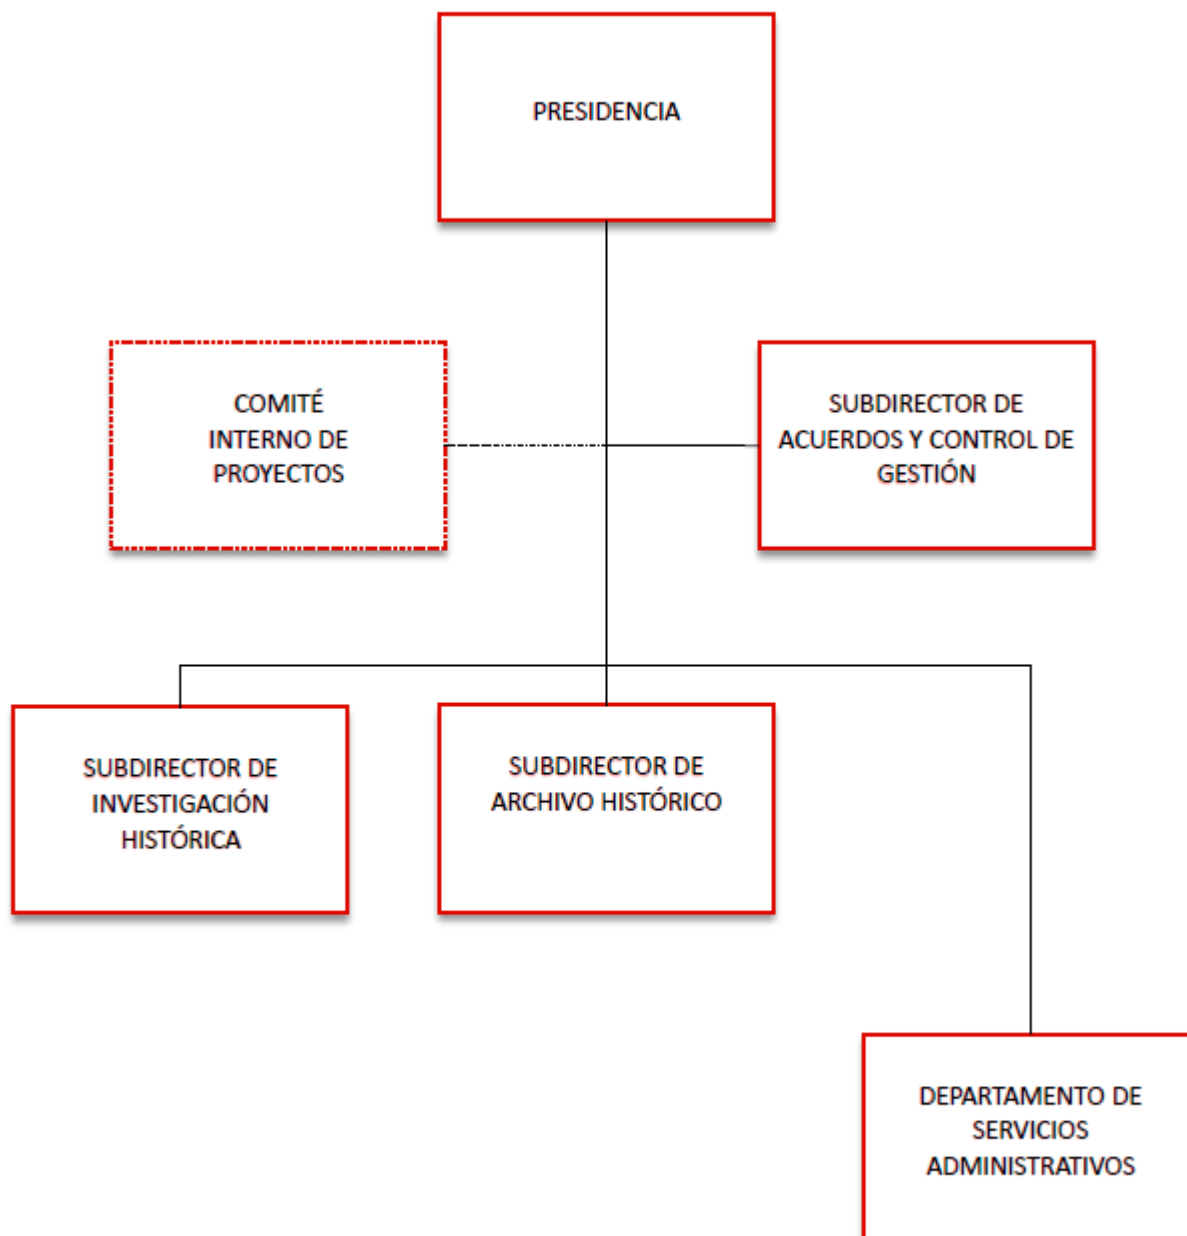 PRESIDENCIA
COMITÉ
INTERNO DE
PROYECTOS
SUBDIRECTOR DE
ACUERDOS Y CONTROL DE
GESTIÓN
SUBDIRECTOR DE
INVESTIGACIÓN
HISTÓRICA
SUBDIRECTOR DE
ARCHIVO HISTÓRICO
DEPARTAMENTO DE
SERVICIOS
ADMINISTRATIVOS